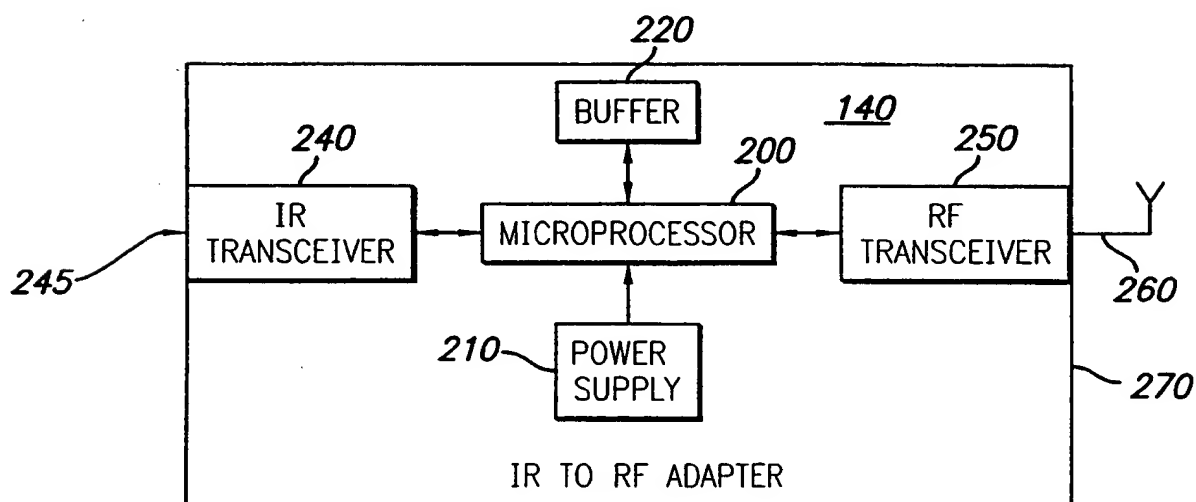 220
BUFFER
140
240
200
250
IR
TRANSCEIVER
MICROPROCESSOR
RF
TRANSCEIVER
245
260
210
POWER
SUPPLY
270
IR TO RF ADAPTER